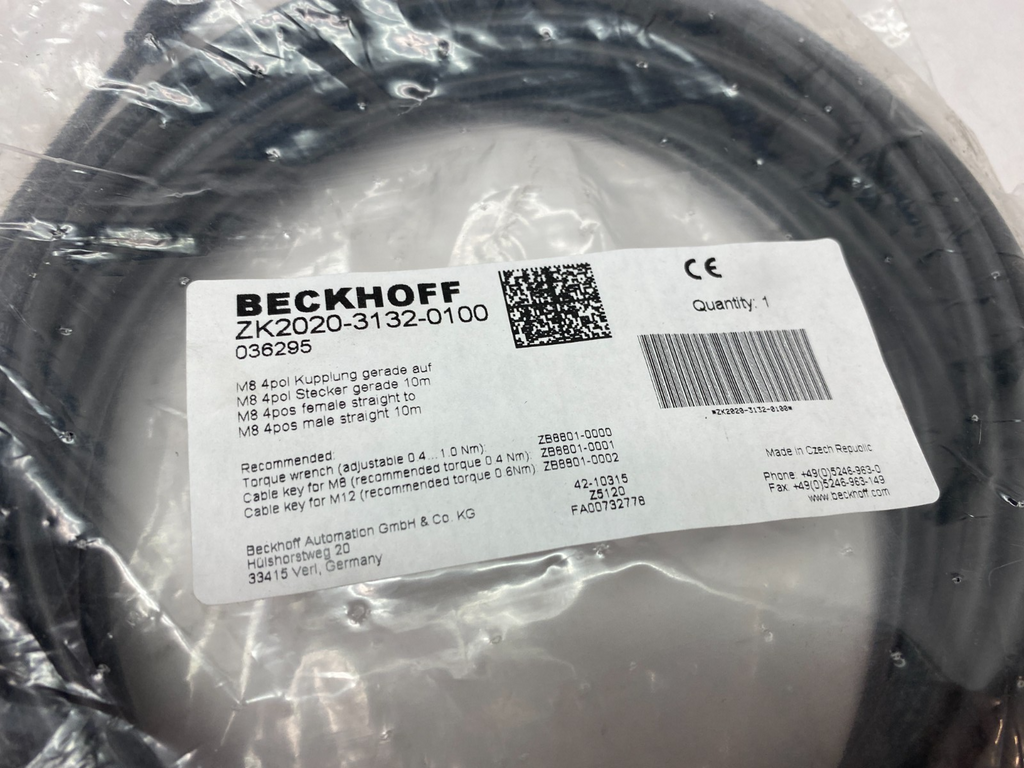 BECKHOFF
ZK2020-3132-0100
036295
M8 4pol Kupplung gerade auf
M8 4pol Stecker gerade 10m
M8 4pos female straight to
M8 4pos male straight 10m
Recommended:
Torque wrench (adjustable 0.4 ... 1.0 Nm): ZB8801-0000
Cable key for M8 (recommended torque 0.4 Nm): ZB8801-0001
Cable key for M12 (recommended torque 0.6Nm): ZB8801-0002
Beckhoff Automation GmbH & Co. KG
Hülshorstweg 20
33415 Verl, Germany
42-10315
Z5120
FA00732778
CE
Quantity: 1
*ZK2020-3132-0100*
Made in Czech Republic
Phone: +49(0)5246-963-0
Fax: +49(0)5246-963-149
www.beckhoff.com